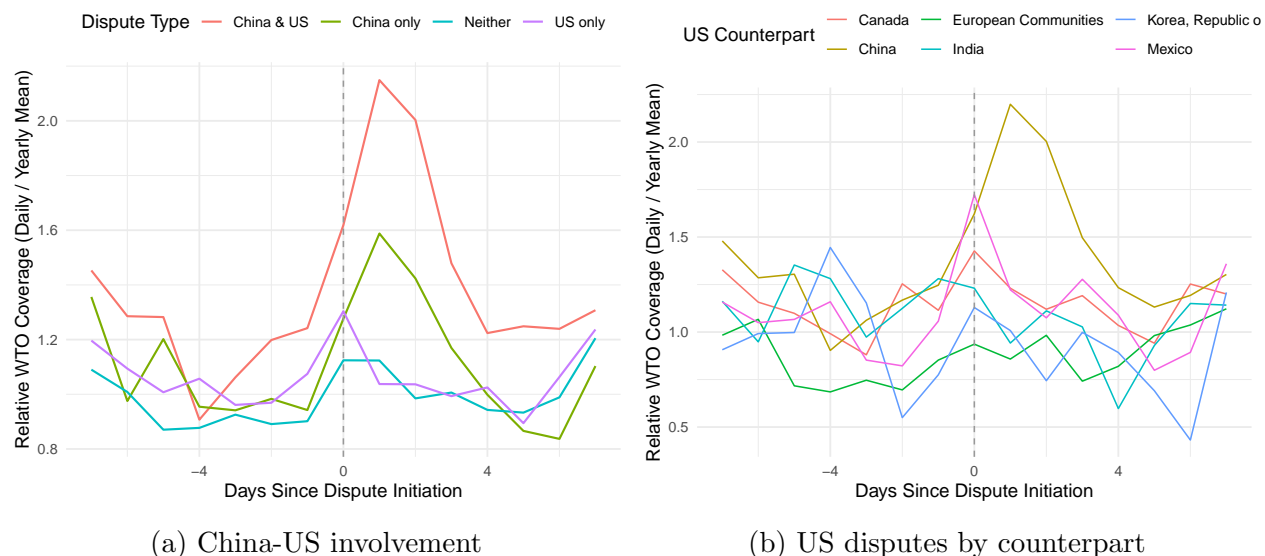 Dispute Type China & US China only Neither US only
Relative WTO Coverage (Daily / Yearly Mean)
2.0
1.6
1.2
0.8
−4 0 4
Days Since Dispute Initiation
(a) China-US involvement
US Counterpart
Canada European Communities Korea, Republic o
China India Mexico
Relative WTO Coverage (Daily / Yearly Mean)
2.0
1.5
1.0
0.5
−4 0 4
Days Since Dispute Initiation
(b) US disputes by counterpart